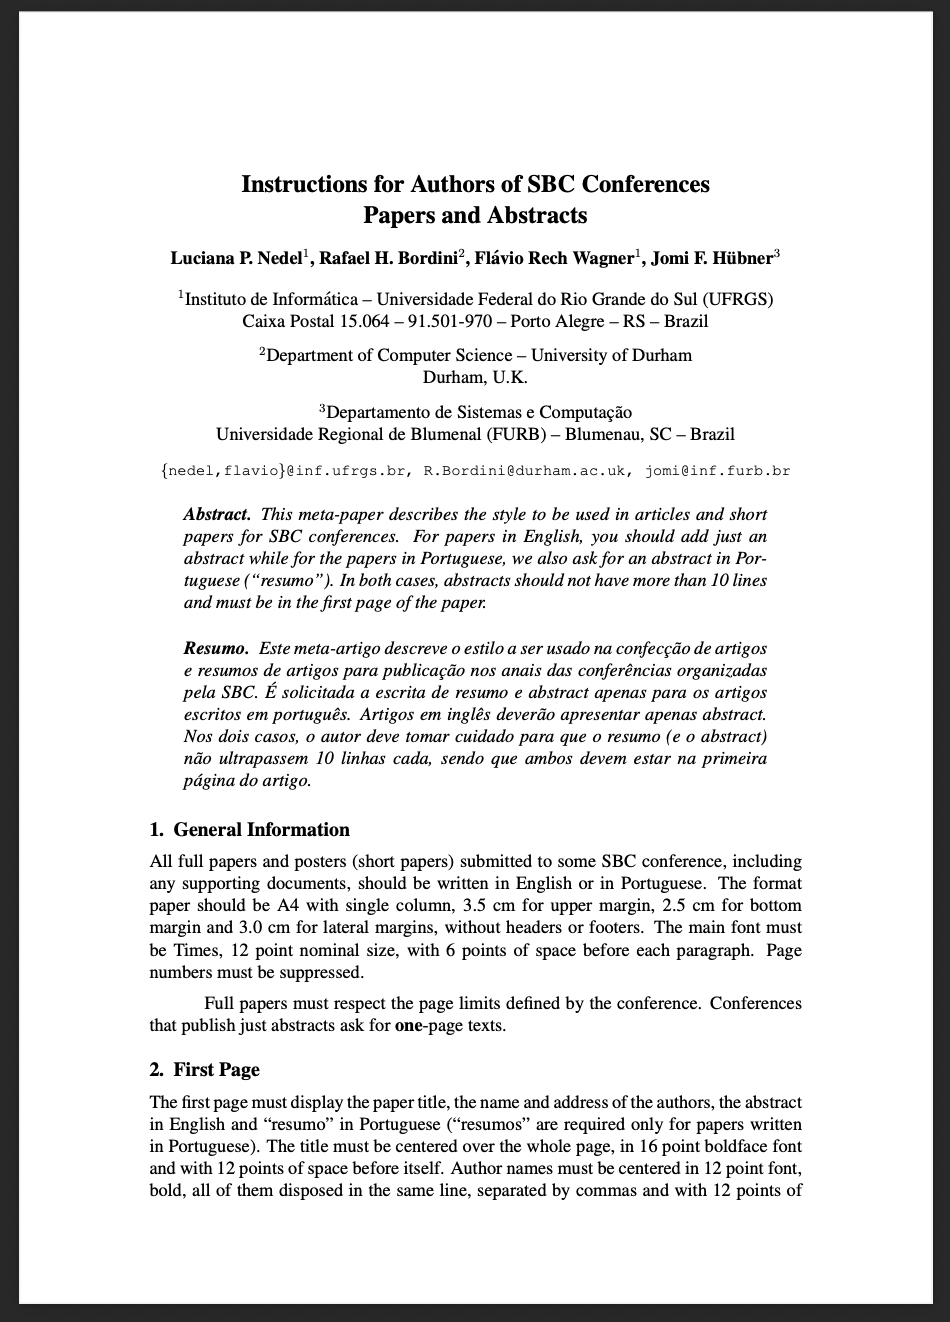 Instructions for Authors of SBC Conferences
Papers and Abstracts
Luciana P. Nedel¹, Rafael H. Bordini², Flávio Rech Wagner¹, Jomi F. Hübner³
¹Instituto de Informática – Universidade Federal do Rio Grande do Sul (UFRGS)
Caixa Postal 15.064 – 91.501-970 – Porto Alegre – RS – Brazil
²Department of Computer Science – University of Durham
Durham, U.K.
³Departamento de Sistemas e Computação
Universidade Regional de Blumenal (FURB) – Blumenau, SC – Brazil
{nedel,flavio}@inf.ufrgs.br, R.Bordini@durham.ac.uk, jomi@inf.furb.br
Abstract. This meta-paper describes the style to be used in articles and short
papers for SBC conferences. For papers in English, you should add just an
abstract while for the papers in Portuguese, we also ask for an abstract in Por-
tuguese (“resumo”). In both cases, abstracts should not have more than 10 lines
and must be in the first page of the paper.
Resumo. Este meta-artigo descreve o estilo a ser usado na confecção de artigos
e resumos de artigos para publicação nos anais das conferências organizadas
pela SBC. É solicitada a escrita de resumo e abstract apenas para os artigos
escritos em português. Artigos em inglês deverão apresentar apenas abstract.
Nos dois casos, o autor deve tomar cuidado para que o resumo (e o abstract)
não ultrapassem 10 linhas cada, sendo que ambos devem estar na primeira
página do artigo.
1. General Information
All full papers and posters (short papers) submitted to some SBC conference, including
any supporting documents, should be written in English or in Portuguese. The format
paper should be A4 with single column, 3.5 cm for upper margin, 2.5 cm for bottom
margin and 3.0 cm for lateral margins, without headers or footers. The main font must
be Times, 12 point nominal size, with 6 points of space before each paragraph. Page
numbers must be suppressed.
Full papers must respect the page limits defined by the conference. Conferences
that publish just abstracts ask for one-page texts.
2. First Page
The first page must display the paper title, the name and address of the authors, the abstract
in English and “resumo” in Portuguese (“resumos” are required only for papers written
in Portuguese). The title must be centered over the whole page, in 16 point boldface font
and with 12 points of space before itself. Author names must be centered in 12 point font,
bold, all of them disposed in the same line, separated by commas and with 12 points of